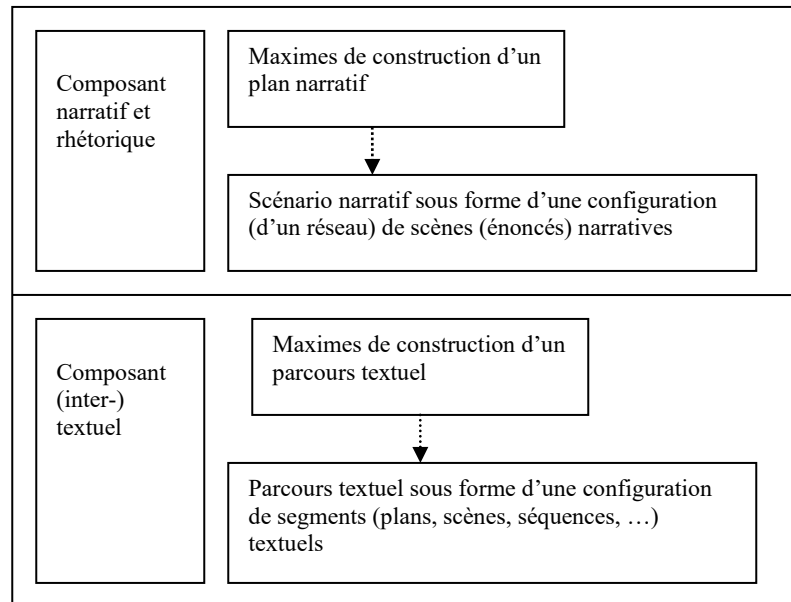 Composant
narratif et
rhétorique
Maximes de construction d’un
plan narratif
Scénario narratif sous forme d’une configuration
(d’un réseau) de scènes (énoncés) narratives
Composant
(inter-)
textuel
Maximes de construction d’un
parcours textuel
Parcours textuel sous forme d’une configuration
de segments (plans, scènes, séquences, …)
textuels